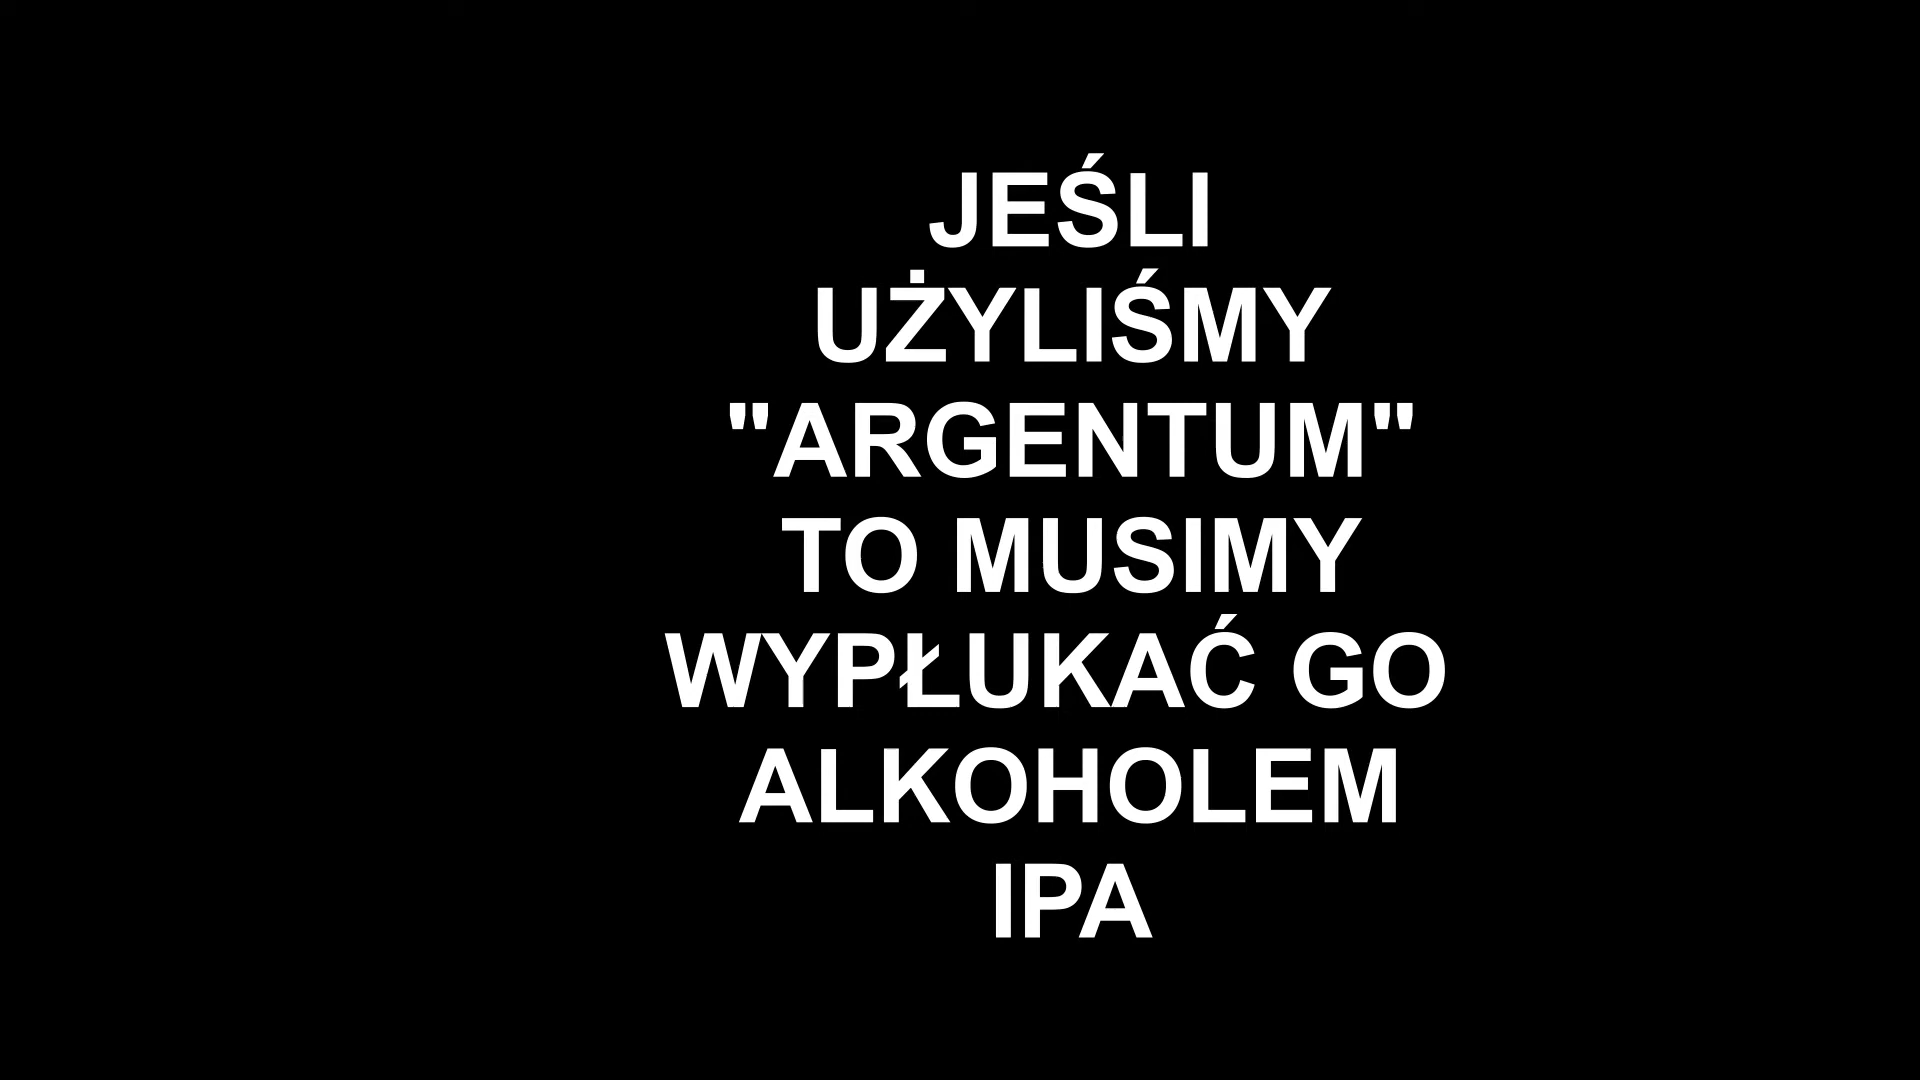 JEŚLI
UŻYLIŚMY
"ARGENTUM"
TO MUSIMY
WYPŁUKAĆ GO
ALKOHOLEM
IPA